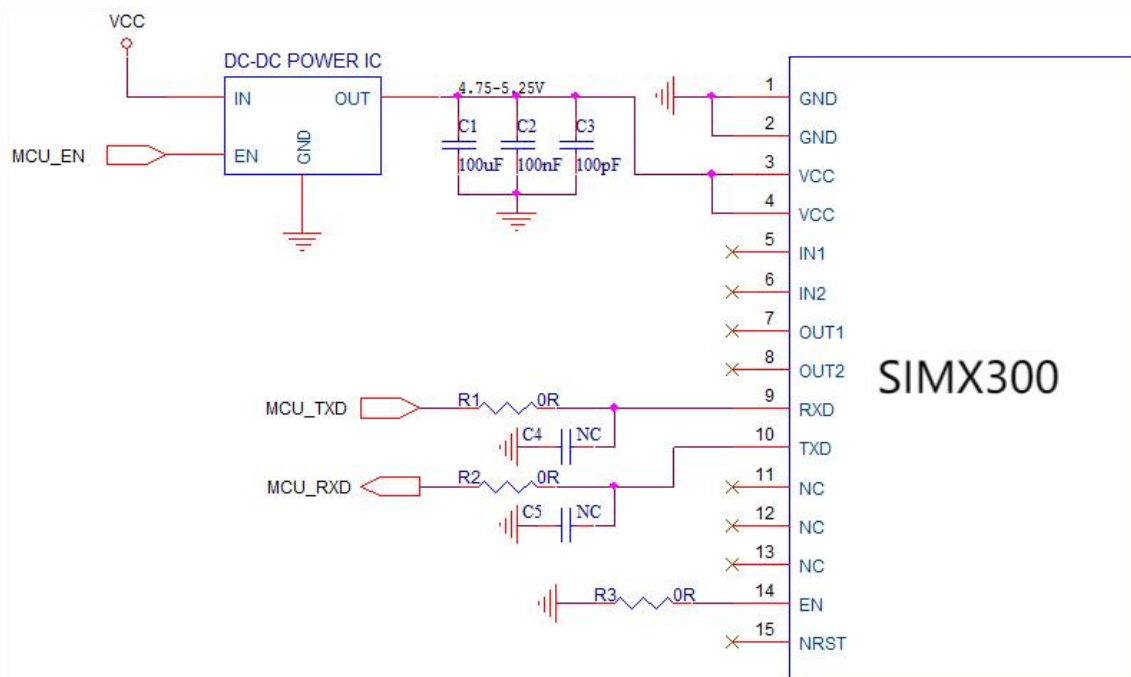 VCC
DC-DC POWER IC
IN OUT
EN
GND
MCU_EN
4.75-5.25V
C1 C2 C3
100uF 100nF 100pF
1 GND
2 GND
3 VCC
4 VCC
5 IN1
6 IN2
7 OUT1
8 OUT2
SIMX300
MCU_TXD R1 0R 9 RXD
C4 NC
10 TXD
MCU_RXD R2 0R
11 NC
C5 NC
12 NC
13 NC
R3 0R 14 EN
15 NRST